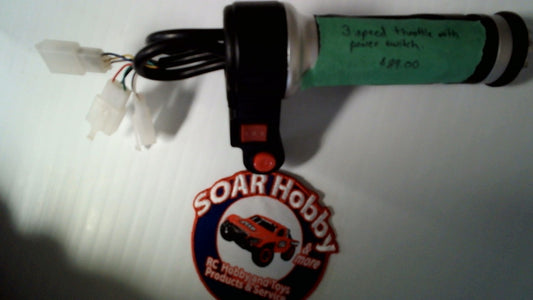 3 speed throttle with
power switch
$89.00
SOAR Hobby
& more
RC Hobby and Toys
Products & Service